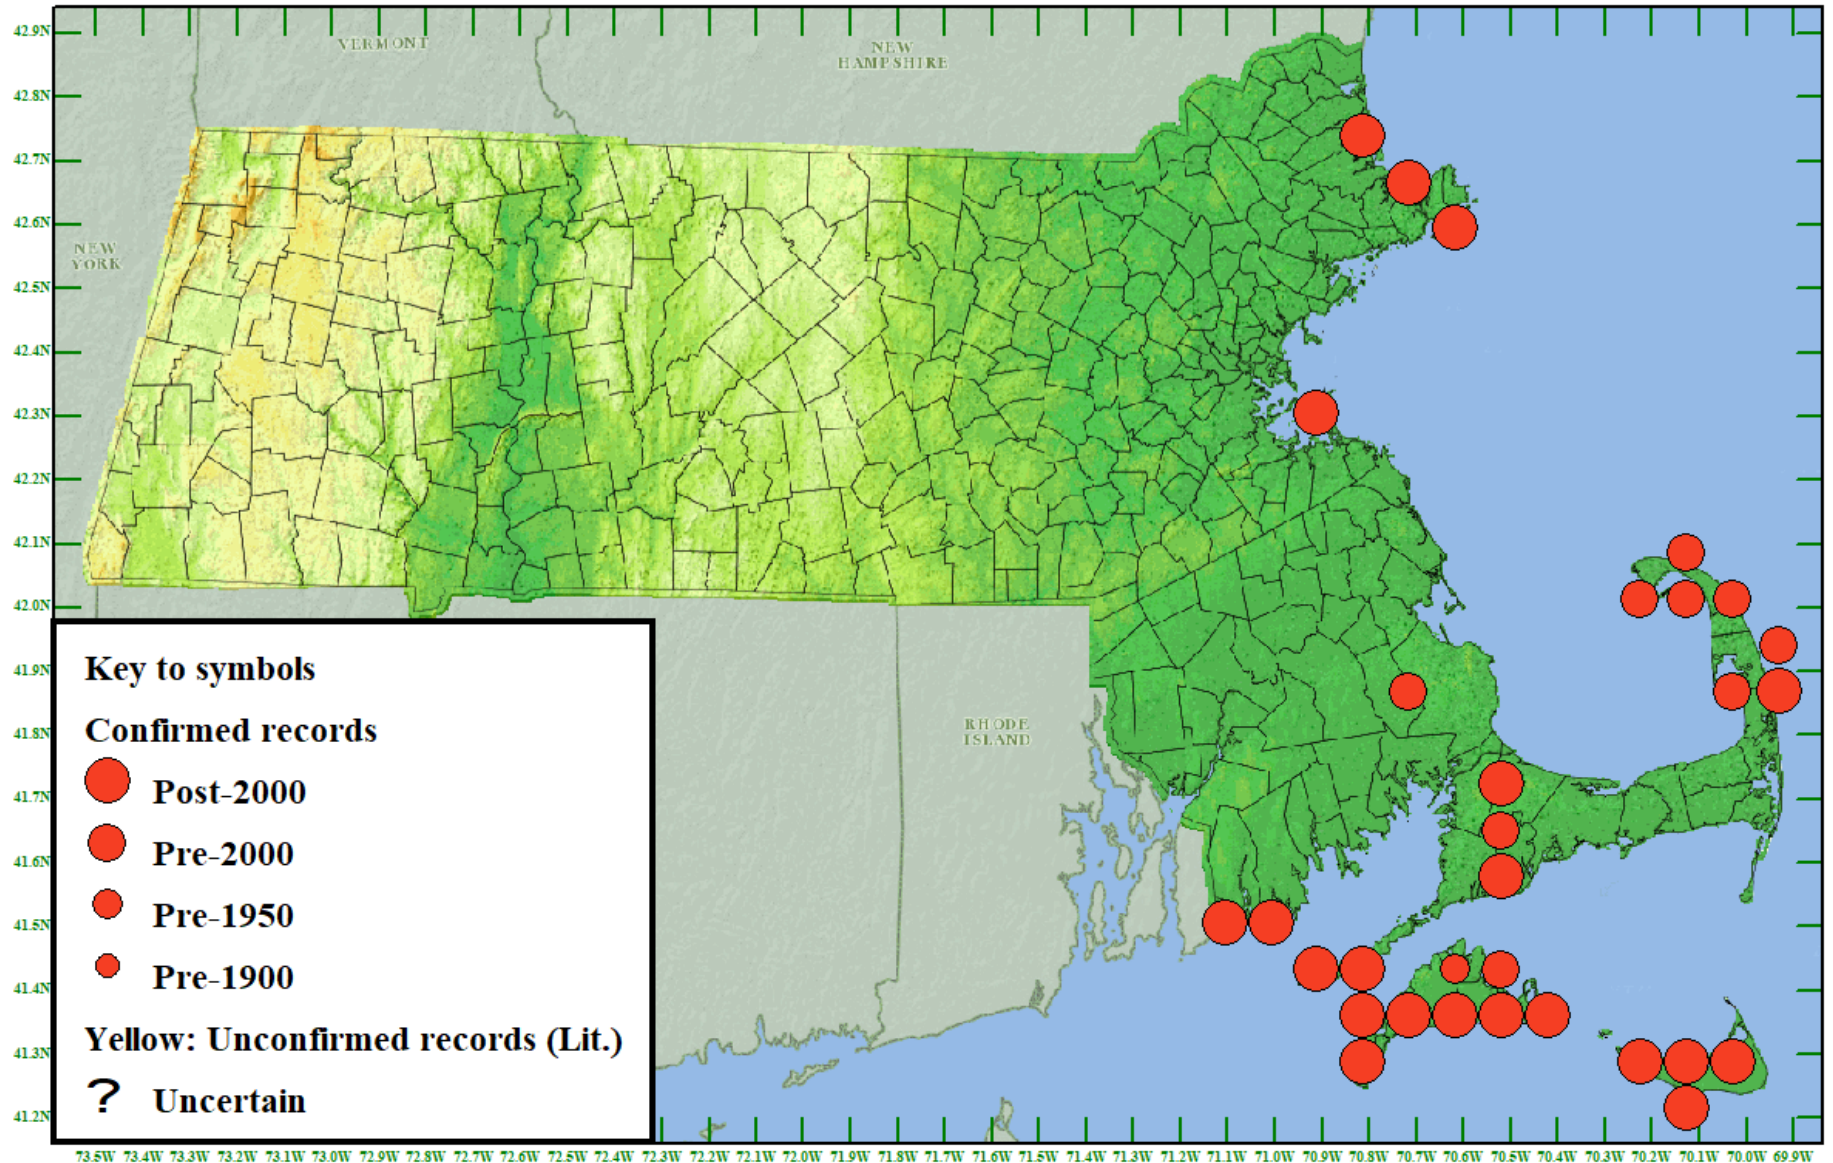 VERMONT
NEW
HAMPSHIRE
NEW
YORK
RHODE
ISLAND
42.9N
42.8N
42.7N
42.6N
42.5N
42.4N
42.3N
42.2N
42.1N
42.0N
41.9N
41.8N
41.7N
41.6N
41.5N
41.4N
41.3N
41.2N
Key to symbols
Confirmed records
Post-2000
Pre-2000
Pre-1950
Pre-1900
Yellow: Unconfirmed records (Lit.)
? Uncertain
73.5W 73.4W 73.3W 73.2W 73.1W 73.0W 72.9W 72.8W 72.7W 72.6W 72.5W 72.4W 72.3W 72.2W 72.1W 72.0W 71.9W 71.8W 71.7W 71.6W 71.5W 71.4W 71.3W 71.2W 71.1W 71.0W 70.9W 70.8W 70.7W 70.6W 70.5W 70.4W 70.3W 70.2W 70.1W 70.0W 69.9W